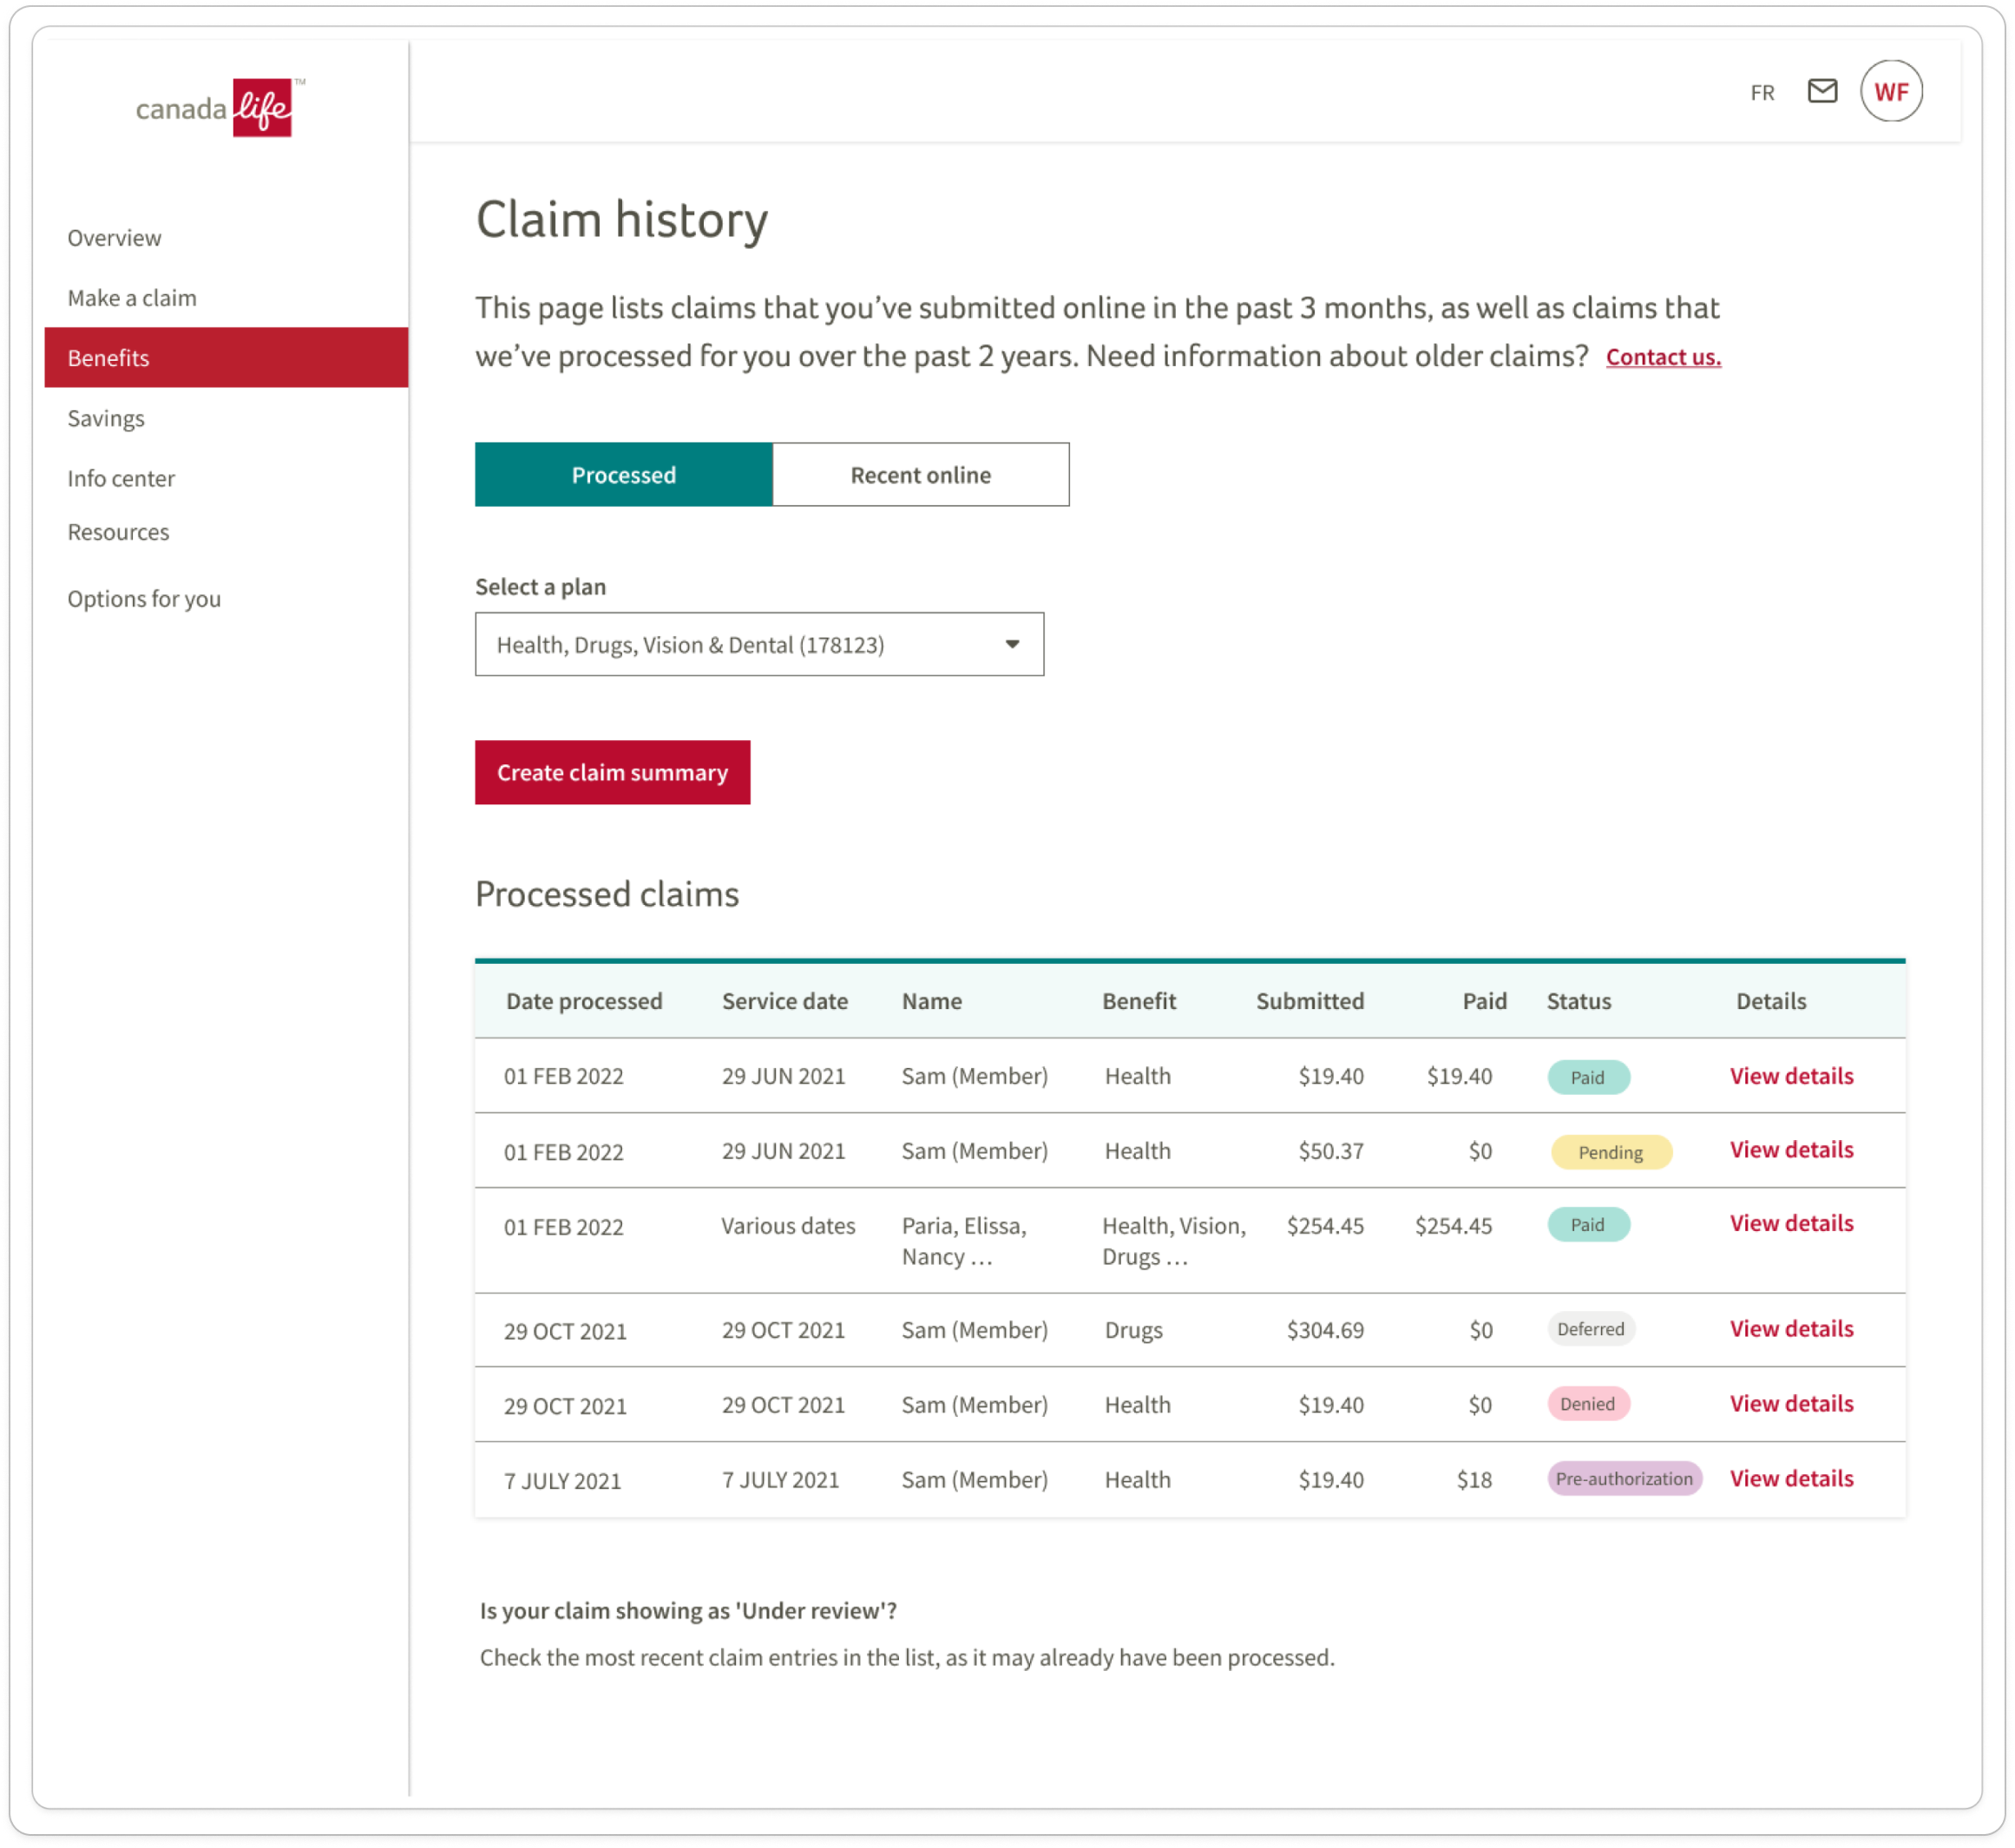 canada life ™
FR
WF
Overview
Make a claim
Benefits
Savings
Info center
Resources
Options for you
Claim history
This page lists claims that you’ve submitted online in the past 3 months, as well as claims that
we’ve processed for you over the past 2 years. Need information about older claims? Contact us.
Processed Recent online
Select a plan
Health, Drugs, Vision & Dental (178123)
Create claim summary
Processed claims
Date processed Service date Name Benefit Submitted Paid Status Details
01 FEB 2022 29 JUN 2021 Sam (Member) Health $19.40 $19.40 Paid View details
01 FEB 2022 29 JUN 2021 Sam (Member) Health $50.37 $0 Pending View details
01 FEB 2022 Various dates Paria, Elissa, Health, Vision, $254.45 $254.45 Paid View details
Nancy ... Drugs ...
29 OCT 2021 29 OCT 2021 Sam (Member) Drugs $304.69 $0 Deferred View details
29 OCT 2021 29 OCT 2021 Sam (Member) Health $19.40 $0 Denied View details
7 JULY 2021 7 JULY 2021 Sam (Member) Health $19.40 $18 Pre-authorization View details
Is your claim showing as 'Under review'?
Check the most recent claim entries in the list, as it may already have been processed.